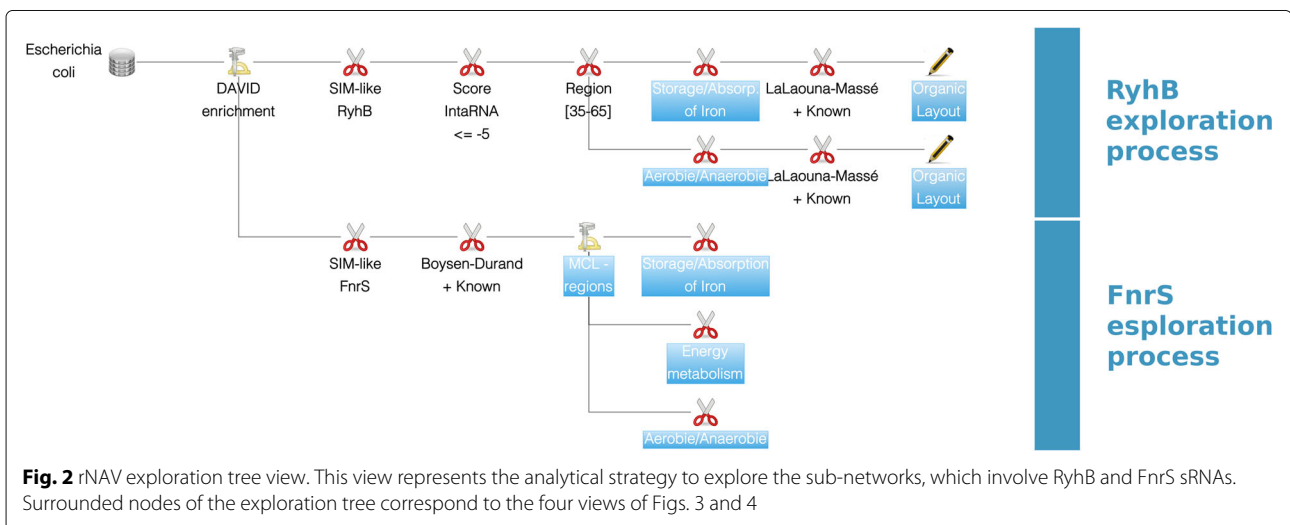 Escherichia
coli
DAVID
enrichment
SIM-like
RyhB
Score
IntaRNA
<= -5
Region
[35-65]
Storage/Absorp.
of Iron
LaLaouna-Massé
+ Known
Organic
Layout
Aerobie/Anaerobie
LaLaouna-Massé
+ Known
Organic
Layout
RyhB
exploration
process
SIM-like
FnrS
Boysen-Durand
+ Known
MCL -
regions
Storage/Absorption
of Iron
Energy
metabolism
Aerobie/Anaerobie
FnrS
esploration
process
Fig. 2 rNAV exploration tree view. This view represents the analytical strategy to explore the sub-networks, which involve RyhB and FnrS sRNAs.
Surrounded nodes of the exploration tree correspond to the four views of Figs. 3 and 4